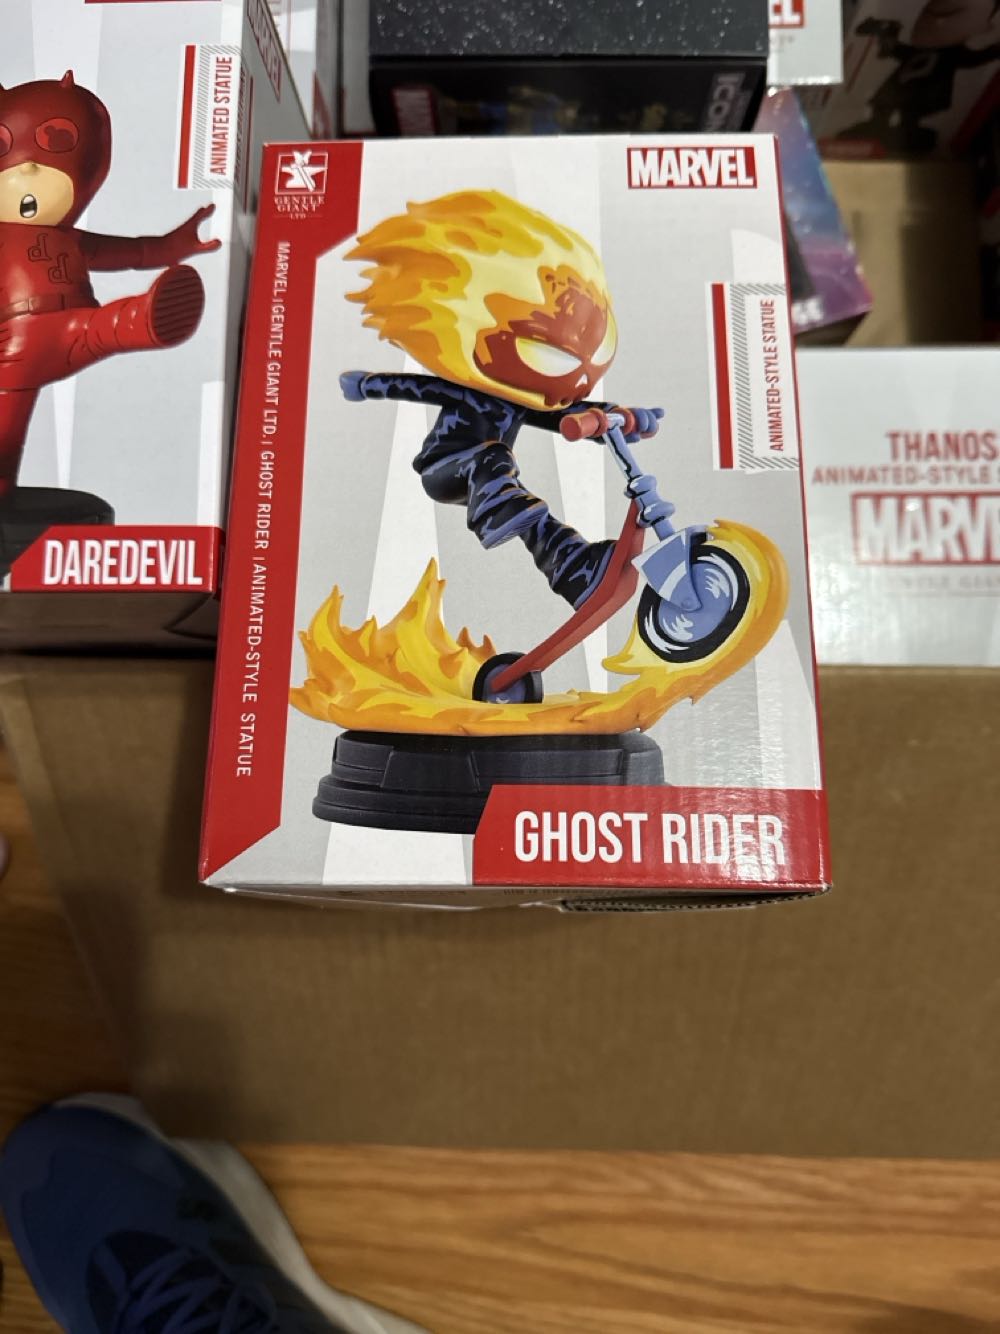 ANIMATED STATUE
DAREDEVIL
GENTLE
GIANT
LTD
MARVEL
MARVEL | GENTLE GIANT LTD. | GHOST RIDER | ANIMATED-STYLE STATUE
ANIMATED-STYLE STATUE
GHOST RIDER
THANOS
ANIMATED-STYLE